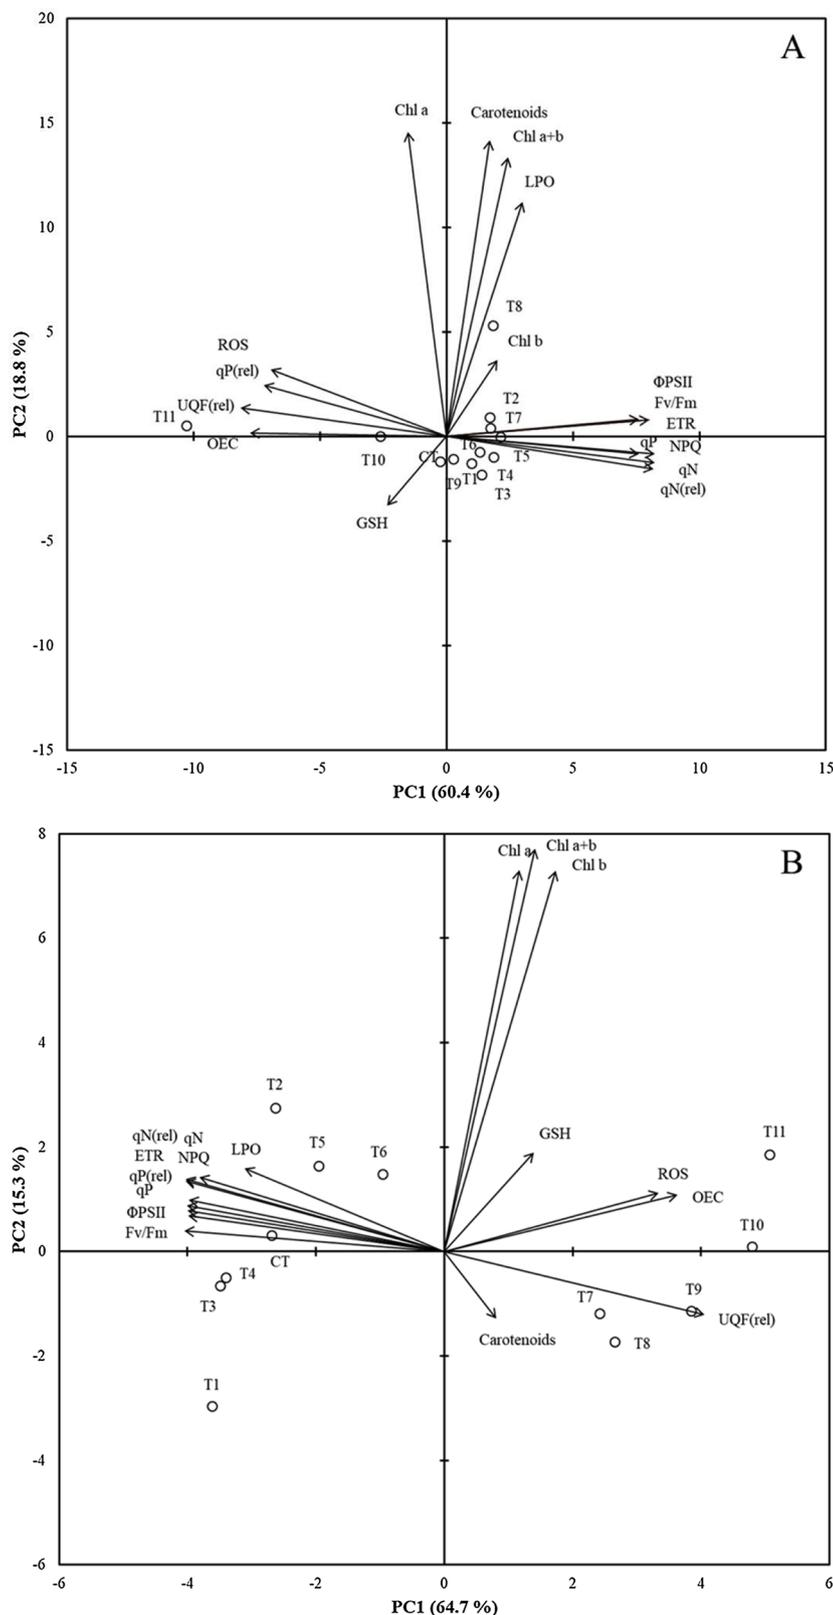 20
A
15
Chl a
Carotenoids
Chl a+b
LPO
10
T8
5
Chl b
ROS
qP(rel)
ΦPSII
T2
Fv/Fm
UQF(rel)
T11
T7
ETR
0
OEC
T10
CT
T6
T5
qP
NPQ
T9
T1
T4
qN
T3
qN(rel)
GSH
-5
-10
-15
PC2 (18.8 %)
-15 -10 -5 0 5 10 15
PC1 (60.4 %)
8
Chl a
Chl a+b
Chl b
B
6
4
T2
2
qN(rel) qN
T5
T6
GSH
T11
ETR NPQ
LPO
qP(rel)
qP
ROS
OEC
ΦPSII
Fv/Fm
T10
0
CT
T4
T3
T7
T9
UQF(rel)
Carotenoids
T8
-2
T1
-4
-6
PC2 (15.3 %)
-6 -4 -2 0 2 4 6
PC1 (64.7 %)